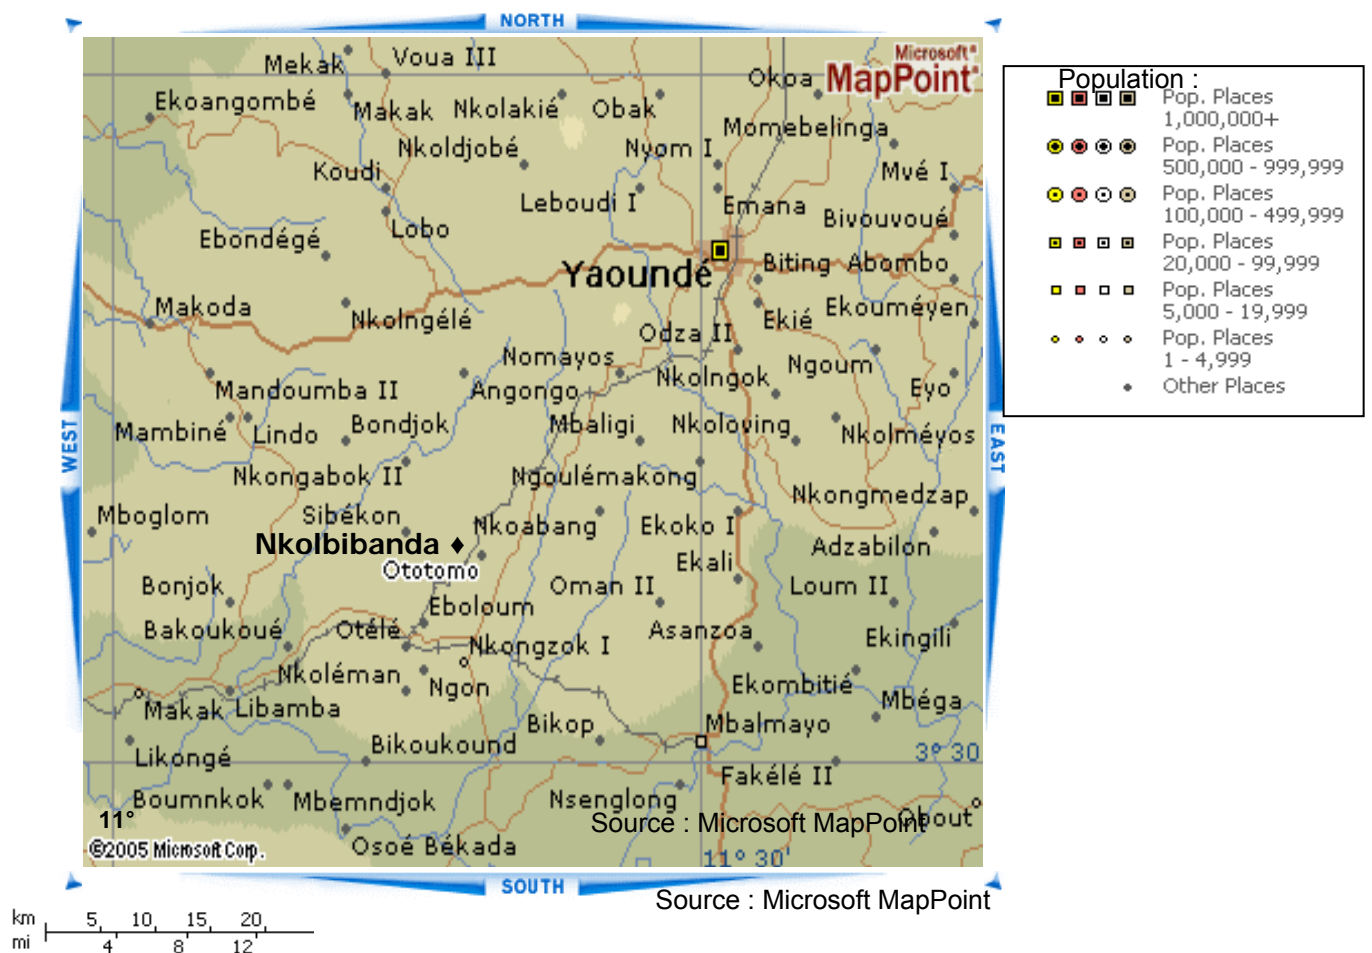 NORTH
Microsoft®
MapPoint®
Mekak
Voua III
Okoa
Ekoangombé
Makak
Nkolakié
Obak
Momebelinga
Nkoldjobé
Nyom I
Koudi
Mvé I
Leboudi I
Emana
Bivouvoué
Lobo
Ebondégé
Yaoundé
Biting
Abombo
Makoda
Nkolngélé
Ekié
Ekouméyen
Odza II
Nomayos
Ngoum
Mandoumba II
Angongo
Nkolngok
Eyo
Mambiné
Lindo
Bondjok
Mbaligi
Nkoloving
Nkolméyos
Nkongabok II
Ngoulémakong
Nkongmedzap
Mboglom
Sibékon
Nkoabang
Ekoko I
Nkolbibanda ♦
Adzabilon
Ototomo
Ekali
Bonjok
Oman II
Loum II
Eboloum
Bakoukoué
Otélé
Nkongzok I
Asanzoa
Ekingili
Nkoléman
Ngon
Ekombitié
Makak
Libamba
Mbéga
Bikop
Mbalmayo
Likongé
Bikoukound
3° 30
Fakélé II
Boumnkok
Mbemndjok
Nsenglong
11°
Source : Microsoft MapPoint
Obout
©2005 Microsoft Corp.
Osoé Békada
11° 30'
WEST
EAST
SOUTH
Source : Microsoft MapPoint
km 5 10 15 20
mi 4 8 12
Population :
Pop. Places
1,000,000+
Pop. Places
500,000 - 999,999
Pop. Places
100,000 - 499,999
Pop. Places
20,000 - 99,999
Pop. Places
5,000 - 19,999
Pop. Places
1 - 4,999
Other Places